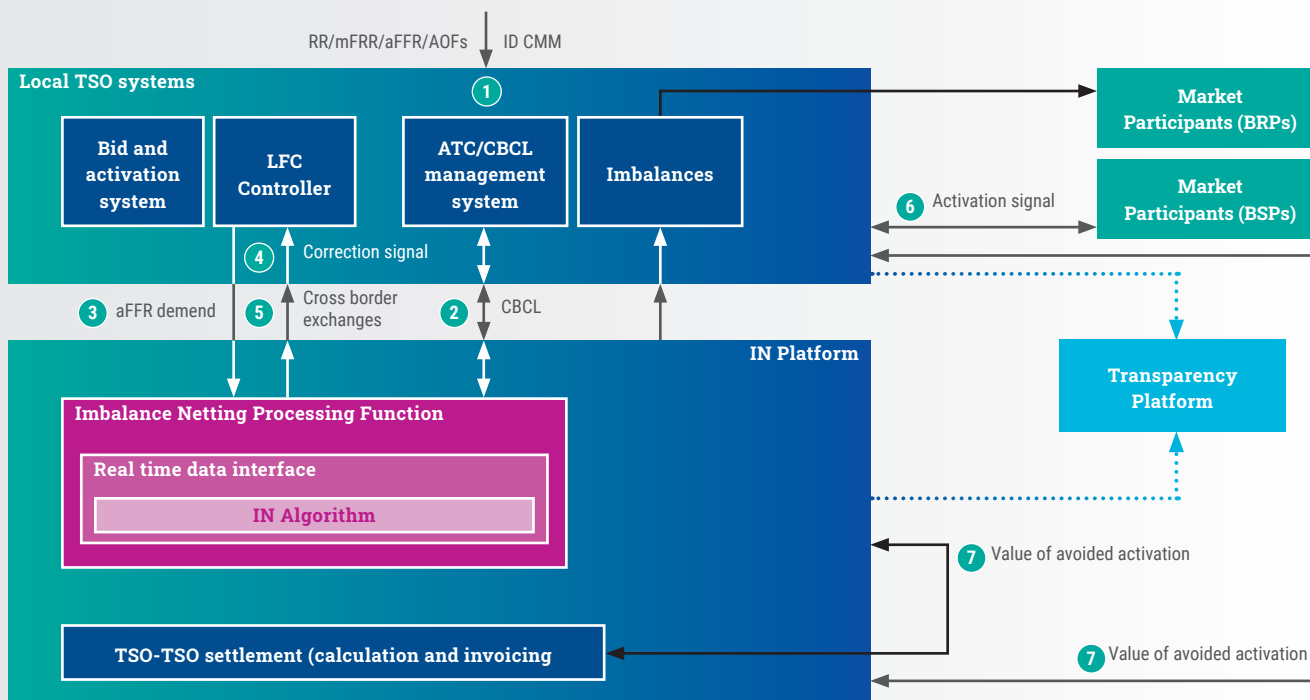 RR/mFRR/aFFR/AOFs
ID CMM
Local TSO systems
1
Market
Participants (BRPs)
Bid and
activation
system
LFC
Controller
ATC/CBCL
management
system
Imbalances
Market
Participants (BSPs)
6 Activation signal
4 Correction signal
3 aFFR demend
5 Cross border
exchanges
2 CBCL
IN Platform
Transparency
Platform
Imbalance Netting Processing Function
Real time data interface
IN Algorithm
7 Value of avoided activation
TSO-TSO settlement (calculation and invoicing
7 Value of avoided activation